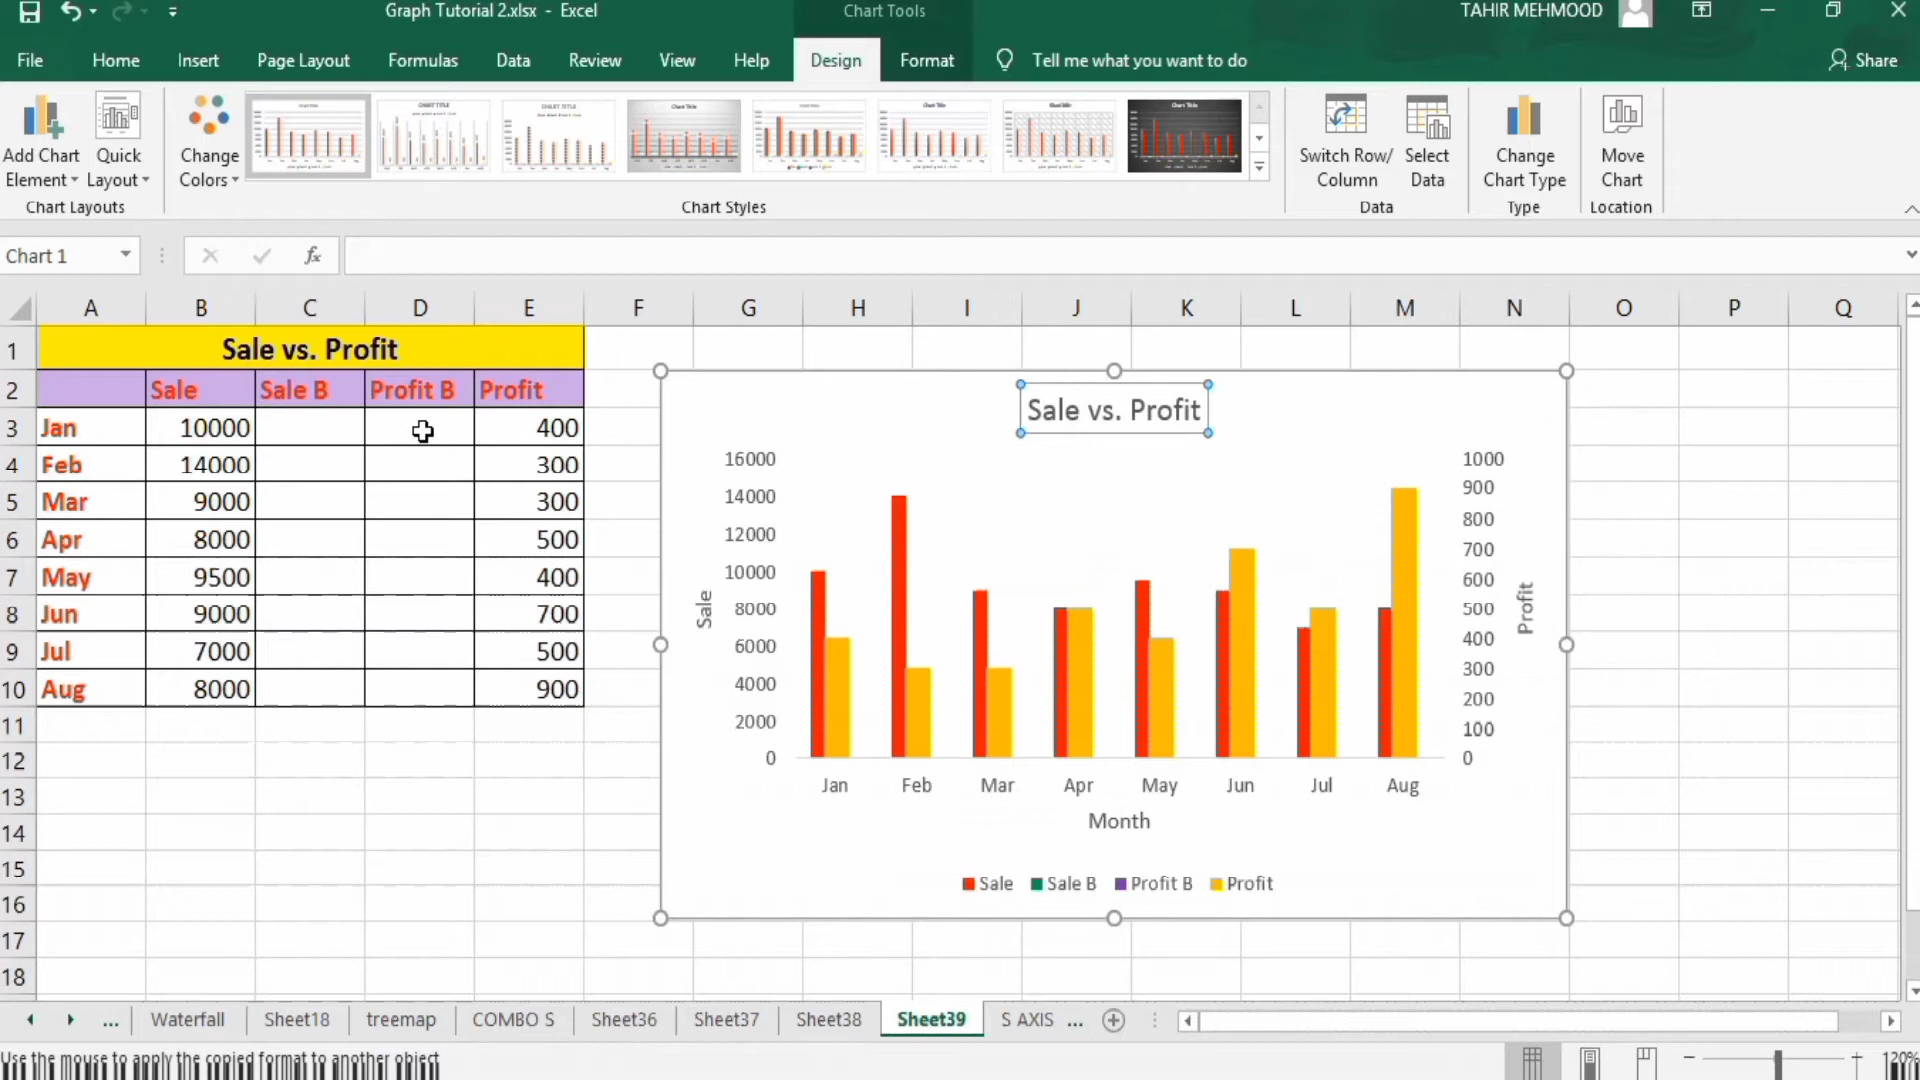 Graph Tutorial 2.xlsx - Excel
Chart Tools
TAHIR MEHMOOD
File Home Insert Page Layout Formulas Data Review View Help Design Format Tell me what you want to do Share
Add Chart Element
Quick Layout
Change Colors
Switch Row/ Column
Select Data
Change Chart Type
Move Chart
Chart Layouts
Chart Styles
Data
Type
Location
Chart 1
fx
A B C D E F G H I J K L M N O P Q
1 Sale vs. Profit
2 Sale Sale B Profit B Profit
3 Jan 10000 400
4 Feb 14000 300
5 Mar 9000 300
6 Apr 8000 500
7 May 9500 400
8 Jun 9000 700
9 Jul 7000 500
10 Aug 8000 900
11
12
13
14
15
16
17
18
Sale vs. Profit
16000
14000
12000
10000
8000
6000
4000
2000
0
Sale
1000
900
800
700
600
500
400
300
200
100
0
Profit
Jan Feb Mar Apr May Jun Jul Aug
Month
Sale Sale B Profit B Profit
... Waterfall Sheet18 treemap COMBO S Sheet36 Sheet37 Sheet38 Sheet39 S AXIS ...
Use the mouse to apply the copied format to another object
120%